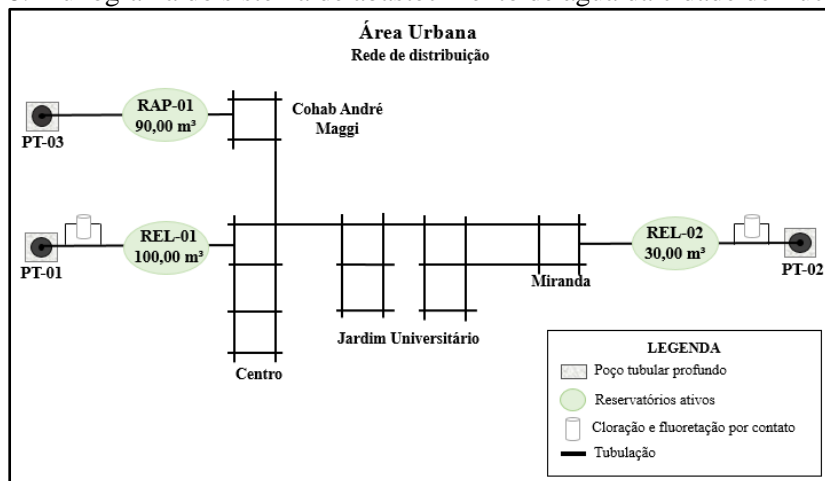 Área Urbana
Rede de distribuição
RAP-01
90,00 m³
Cohab André
Maggi
PT-03
REL-01
100,00 m³
REL-02
30,00 m³
PT-01
PT-02
Miranda
Jardim Universitário
Centro
LEGENDA
Poço tubular profundo
Reservatórios ativos
Cloração e fluoretação por contato
Tubulação